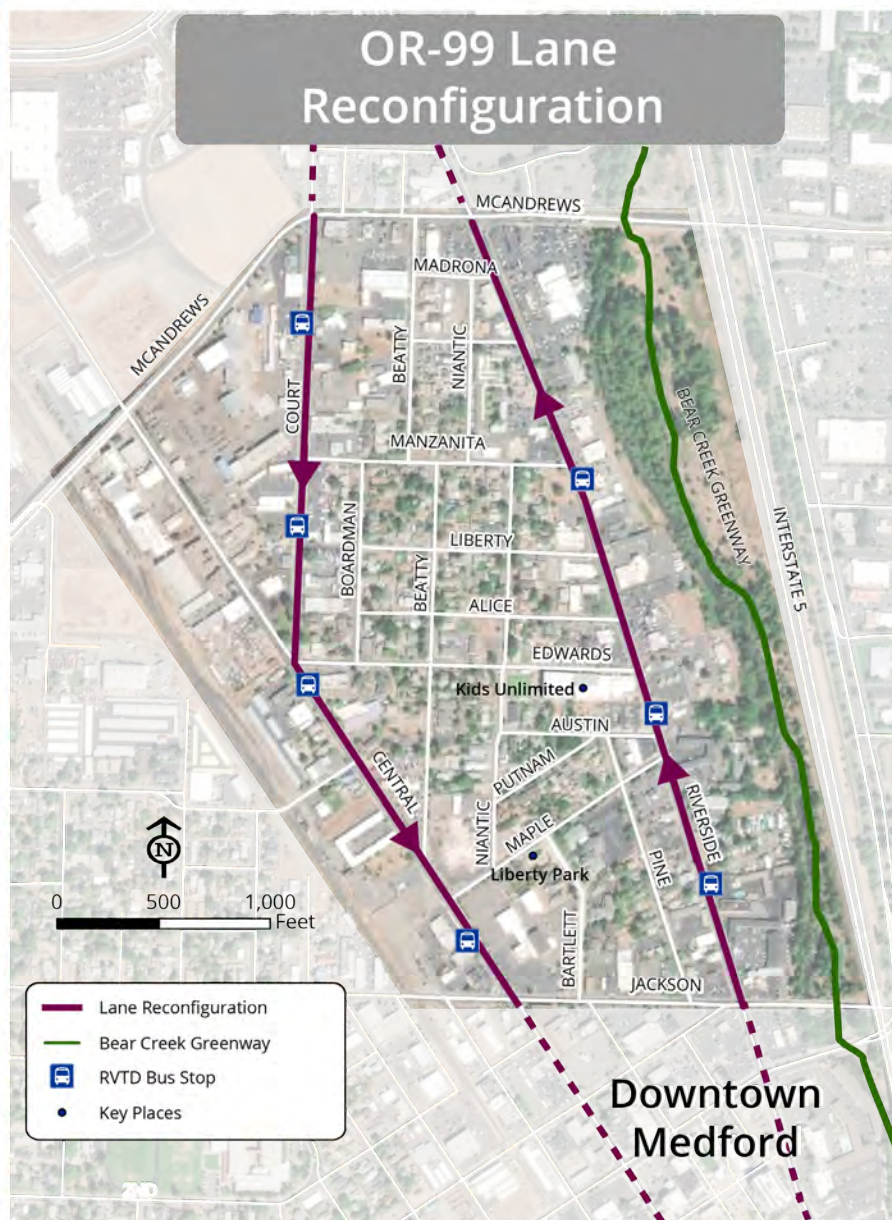 OR-99 Lane
Reconfiguration
MCANDREWS
MADRONA
MCANDREWS
BEATTY
NIANTIC
COURT
BEAR CREEK GREENWAY
MANZANITA
INTERSTATE 5
BOARDMAN
LIBERTY
BEATTY
ALICE
EDWARDS
Kids Unlimited
AUSTIN
CENTRAL
PUTNAM
RIVERSIDE
NIANTIC
MAPLE
PINE
Liberty Park
N
0 500 1,000
Feet
BARTLETT
JACKSON
Lane Reconfiguration
Bear Creek Greenway
RVTD Bus Stop
Key Places
Downtown
Medford
2ND